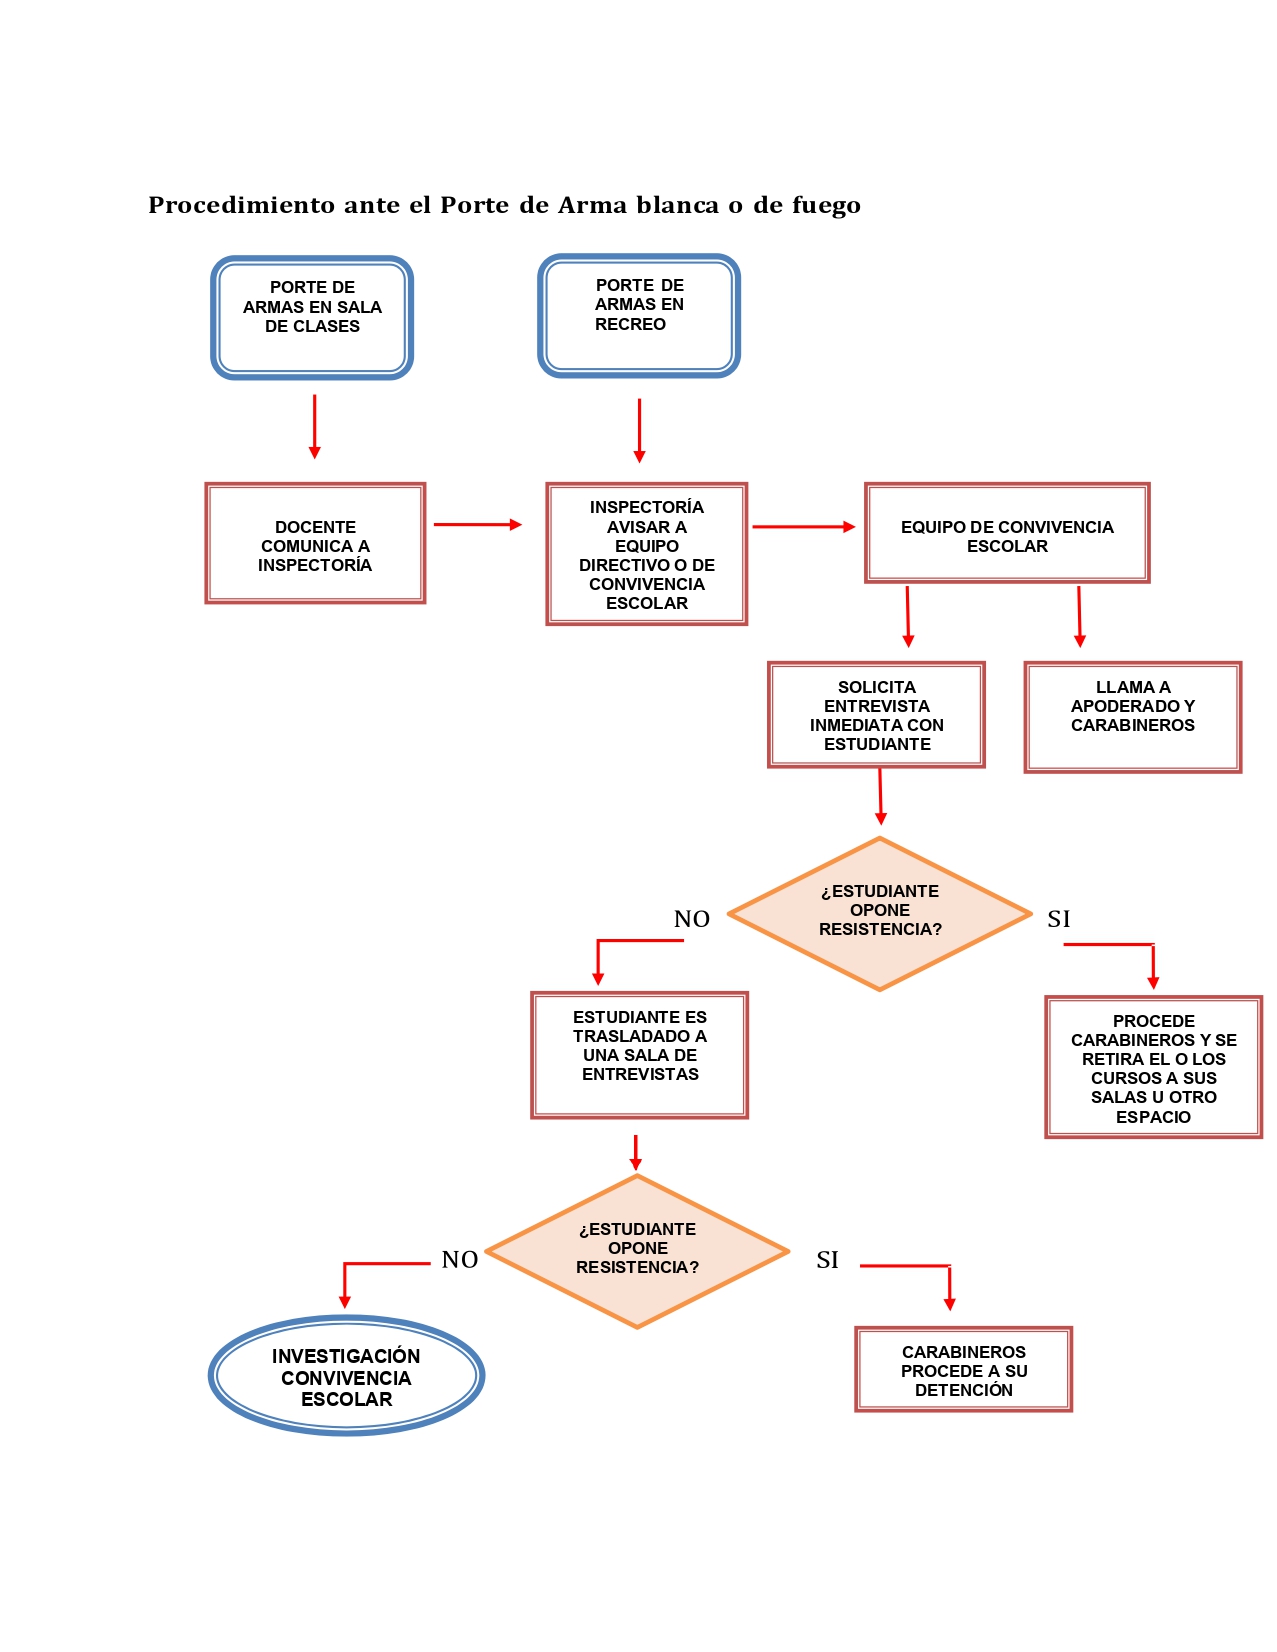 Procedimiento ante el Porte de Arma blanca o de fuego
PORTE DE
ARMAS EN SALA
DE CLASES
PORTE DE
ARMAS EN
RECREO
DOCENTE
COMUNICA A
INSPECTORÍA
INSPECTORÍA
AVISAR A
EQUIPO
DIRECTIVO O DE
CONVIVENCIA
ESCOLAR
EQUIPO DE CONVIVENCIA
ESCOLAR
SOLICITA
ENTREVISTA
INMEDIATA CON
ESTUDIANTE
LLAMA A
APODERADO Y
CARABINEROS
¿ESTUDIANTE
OPONE
RESISTENCIA?
NO
SI
ESTUDIANTE ES
TRASLADADO A
UNA SALA DE
ENTREVISTAS
PROCEDE
CARABINEROS Y SE
RETIRA EL O LOS
CURSOS A SUS
SALAS U OTRO
ESPACIO
¿ESTUDIANTE
OPONE
RESISTENCIA?
NO
SI
INVESTIGACIÓN
CONVIVENCIA
ESCOLAR
CARABINEROS
PROCEDE A SU
DETENCIÓN